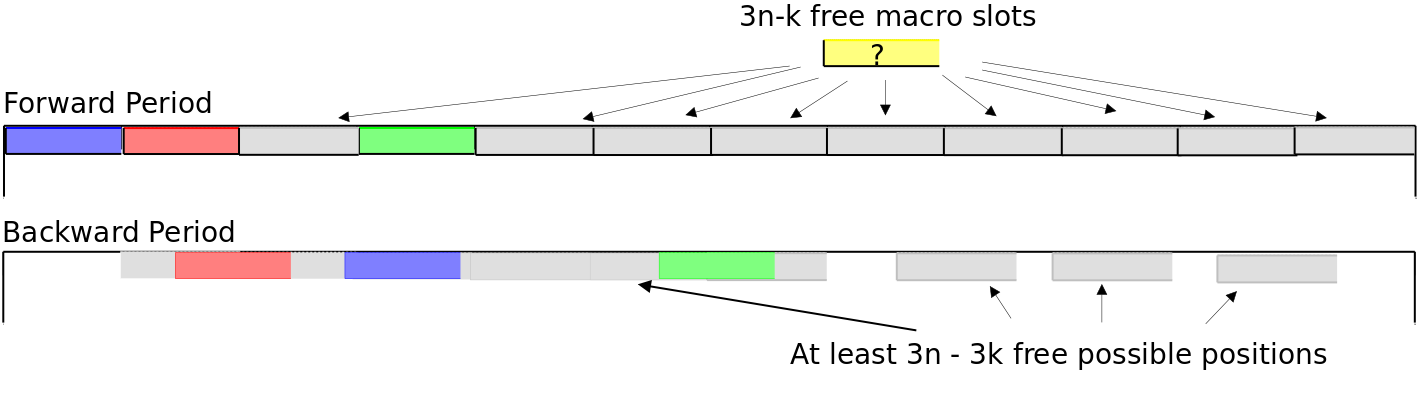 3n-k free macro slots
?
Forward Period
Backward Period
At least 3n - 3k free possible positions